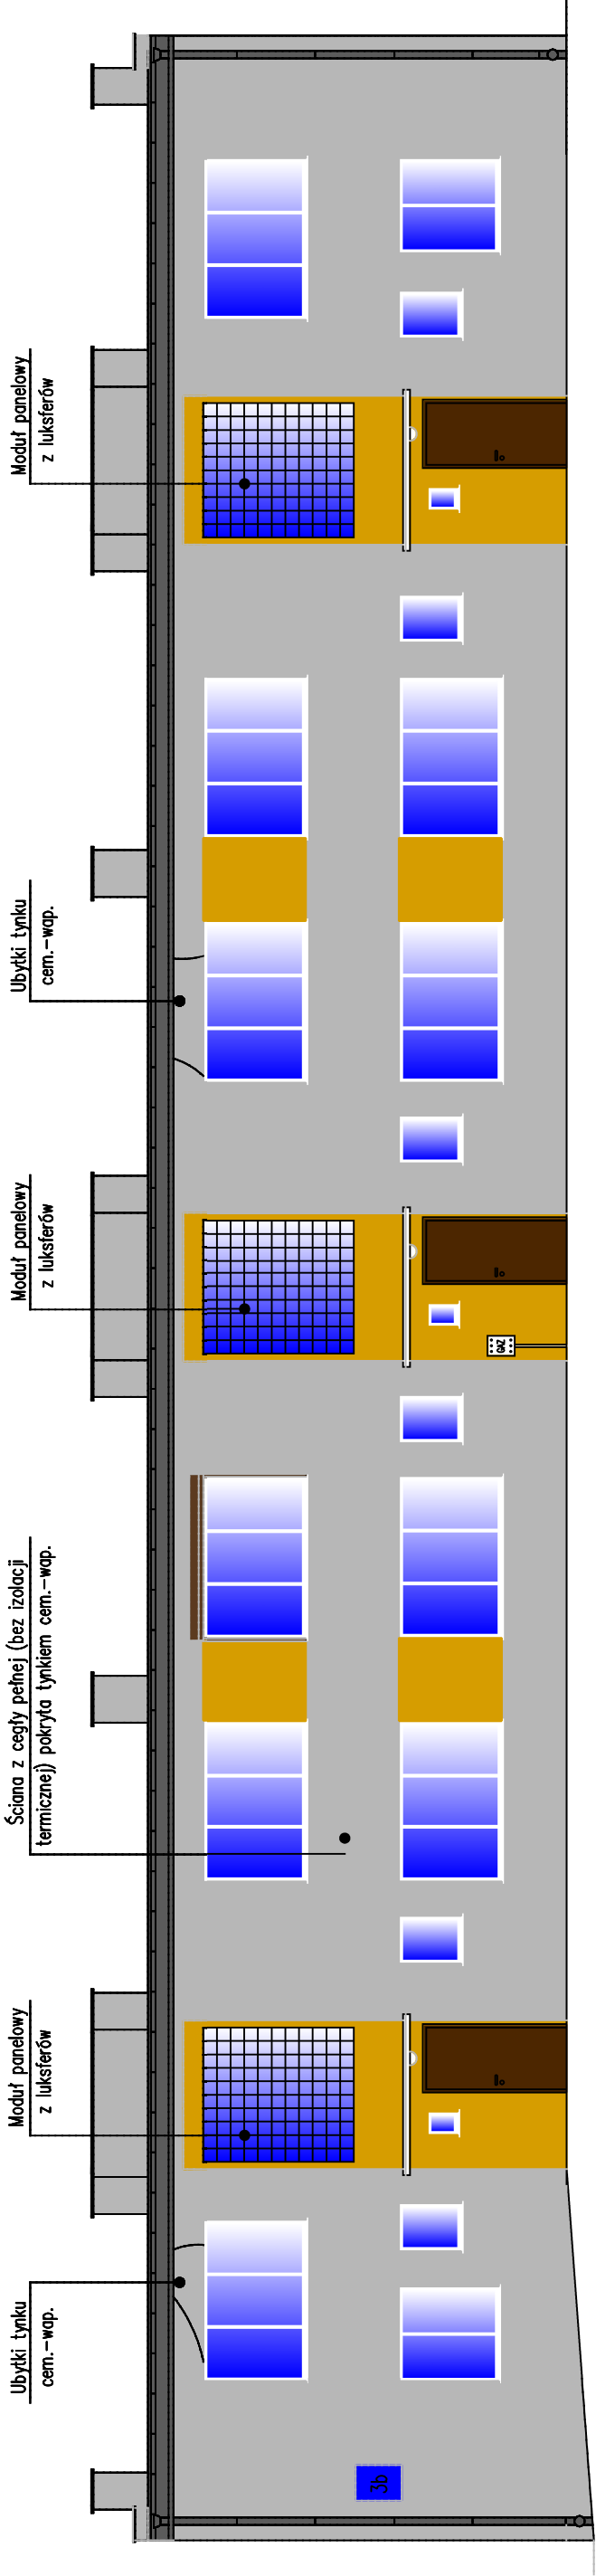 Ubytki tynku
cem.-wap.
Moduł panelowy
z luksferów
Ściana z cegły pełnej (bez izolacji
termicznej) pokryta tynkiem cem.-wap.
Moduł panelowy
z luksferów
Ubytki tynku
cem.-wap.
Moduł panelowy
z luksferów
3b
GAZ